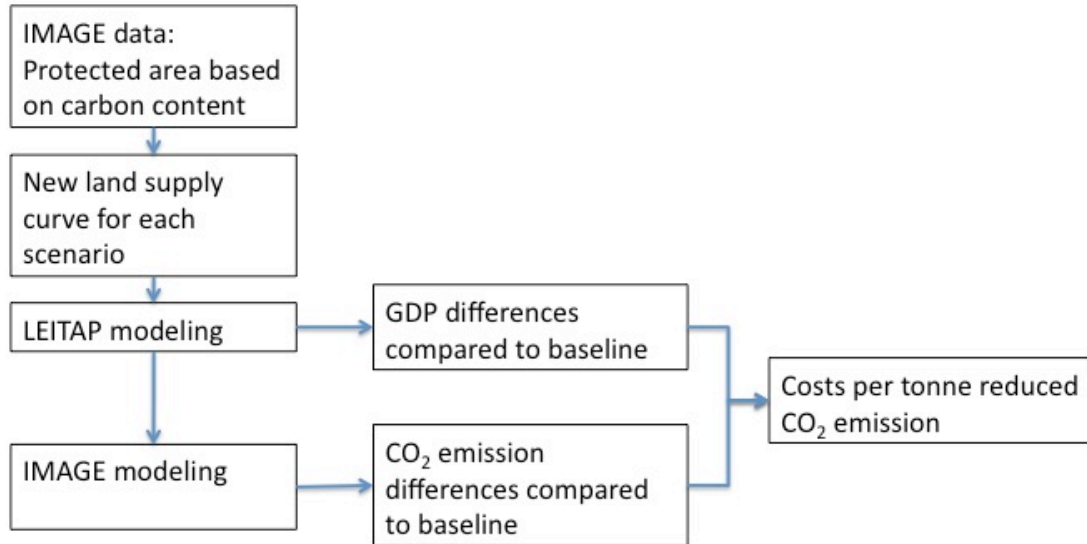 IMAGE data:
Protected area based
on carbon content
New land supply
curve for each
scenario
LEITAP modeling
GDP differences
compared to baseline
Costs per tonne reduced
CO₂ emission
IMAGE modeling
CO₂ emission
differences compared
to baseline